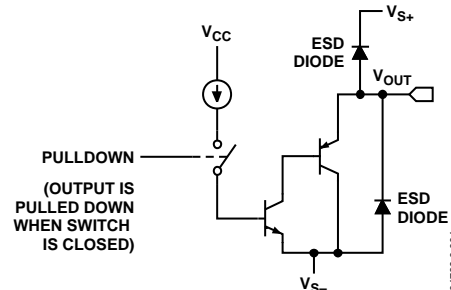 VS+
VCC
ESD
DIODE
VOUT
PULLDOWN
(OUTPUT IS
PULLED DOWN
WHEN SWITCH
IS CLOSED)
ESD
DIODE
VS–